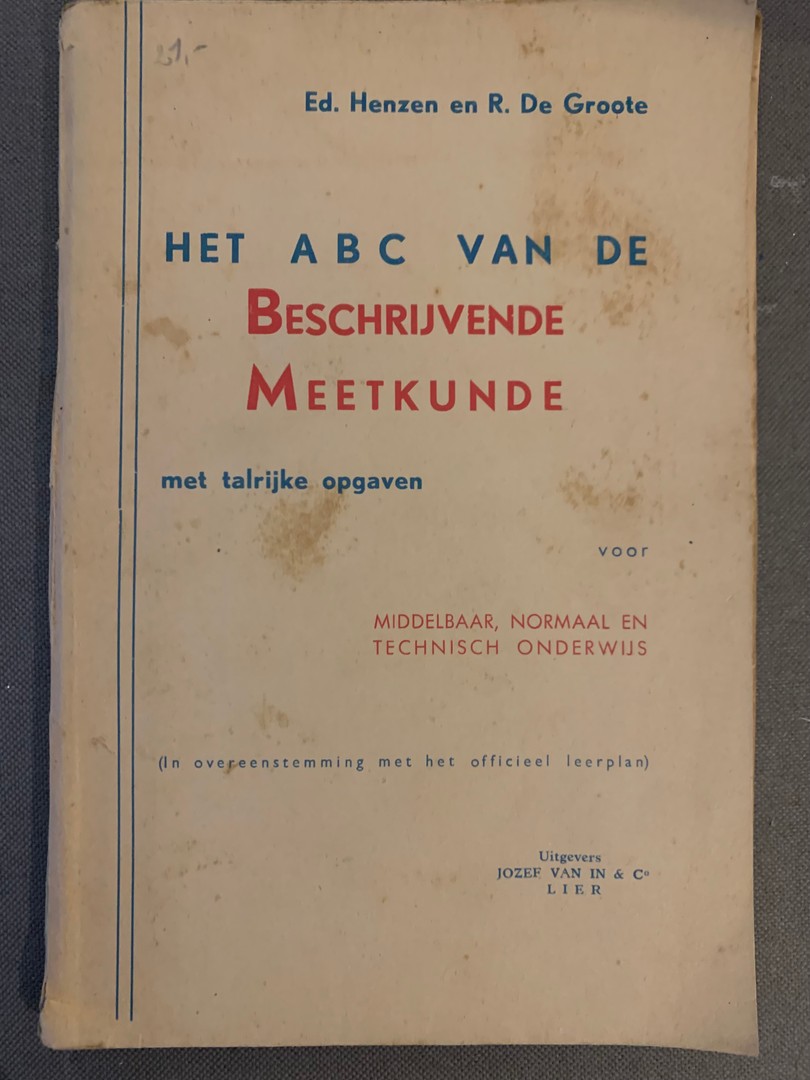 Ed. Henzen en R. De Groote
HET ABC VAN DE
BESCHRIJVENDE
MEETKUNDE
met talrijke opgaven
voor
MIDDELBAAR, NORMAAL EN
TECHNISCH ONDERWIJS
(In overeenstemming met het officieel leerplan)
Uitgevers
JOZEF VAN IN & Cº
LIER